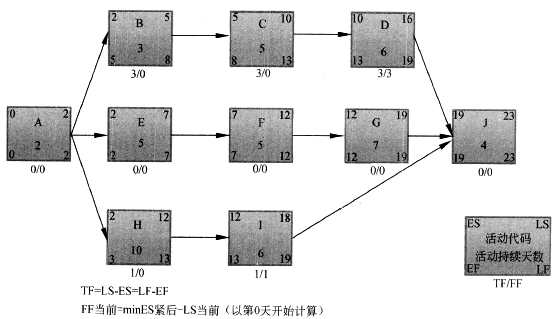 2 5
B
3
5 8
3/0
5 10
C
5
8 13
3/0
10 16
D
6
13 19
3/3
0 2
A
2
0 2
0/0
2 7
E
5
2 7
0/0
7 12
F
5
7 12
0/0
12 19
G
7
12 19
0/0
19 23
J
4
19 23
0/0
2 12
H
10
3 13
1/0
12 18
I
6
13 19
1/1
ES LS
活动代码
活动持续天数
EF LF
TF/FF
TF=LS-ES=LF-EF
FF当前=minES紧后-LS当前（以第0天开始计算）